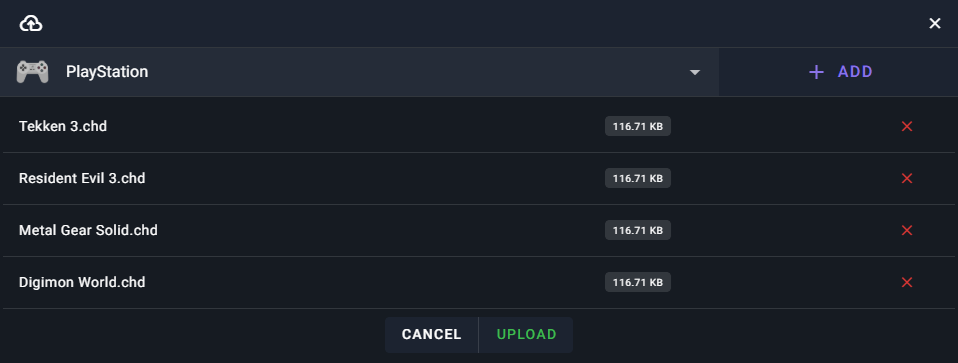 PlayStation
+ ADD
Tekken 3.chd 116.71 KB
Resident Evil 3.chd 116.71 KB
Metal Gear Solid.chd 116.71 KB
Digimon World.chd 116.71 KB
CANCEL UPLOAD